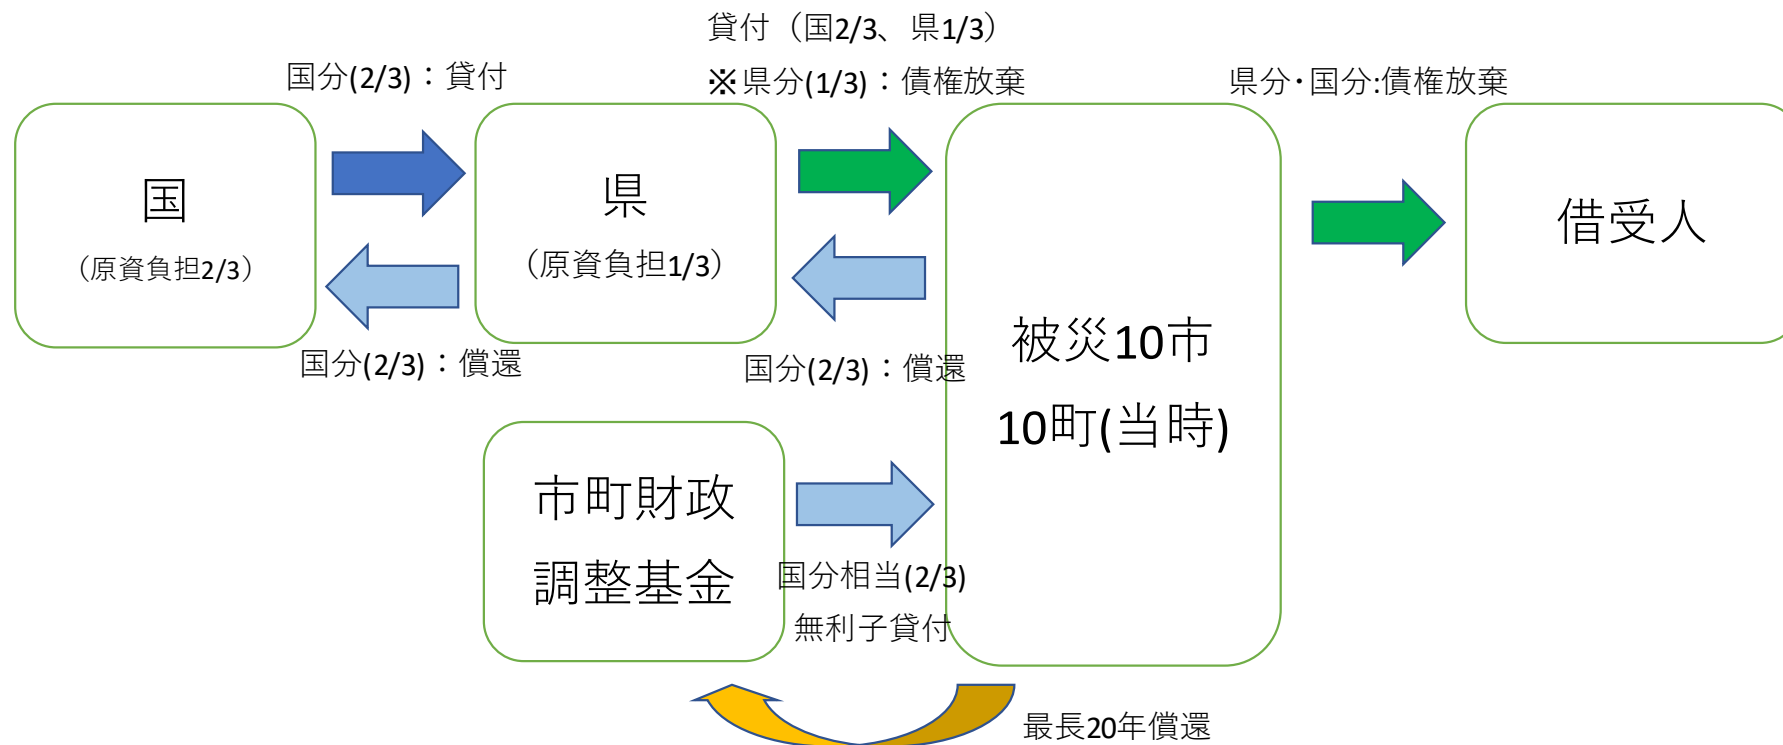 貸付（国2/3、県1/3）
国分(2/3)：貸付
※県分(1/3)：債権放棄
県分・国分:債権放棄
国
（原資負担2/3）
県
（原資負担1/3）
被災10市
10町(当時)
借受人
国分(2/3)：償還
国分(2/3)：償還
市町財政
調整基金
国分相当(2/3)
無利子貸付
最長20年償還